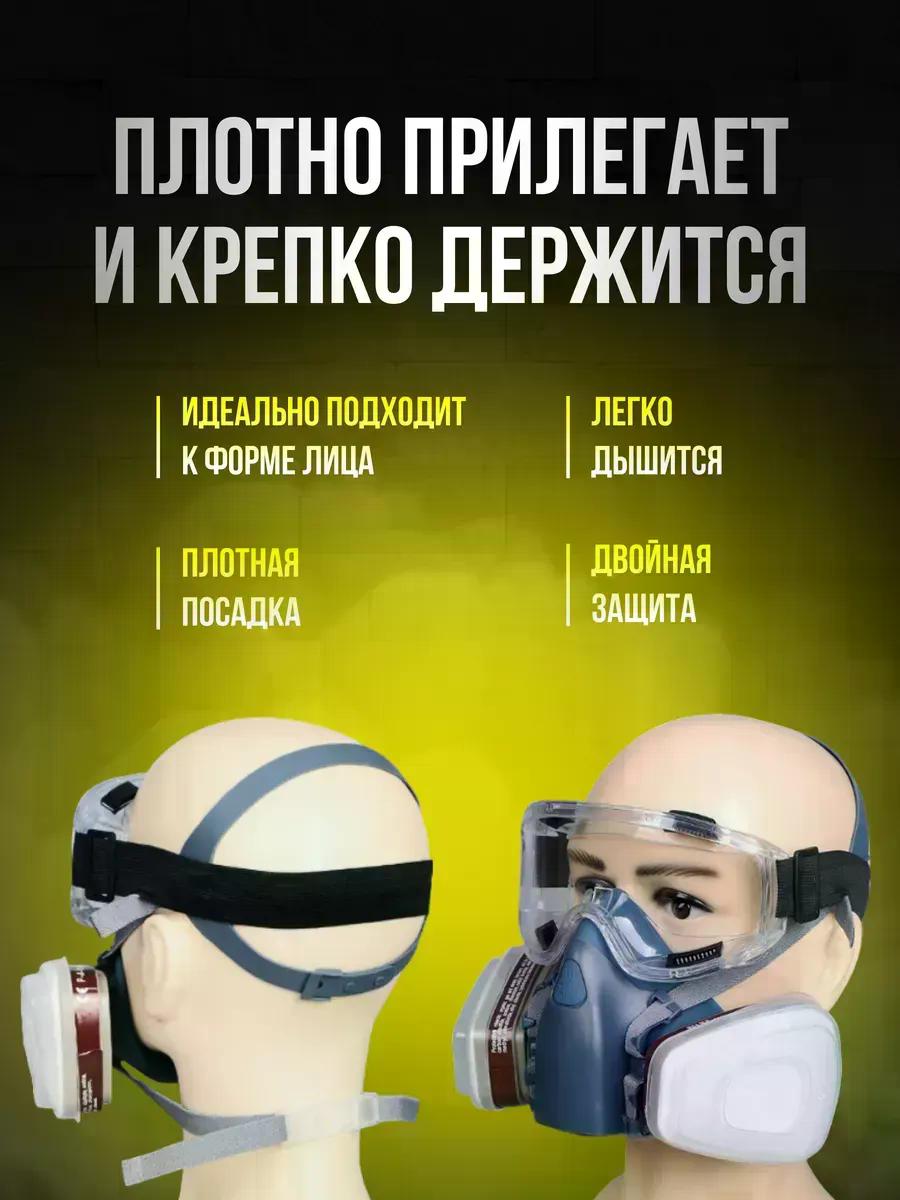 ПЛОТНО ПРИЛЕГАЕТ
И КРЕПКО ДЕРЖИТСЯ
ИДЕАЛЬНО ПОДХОДИТ
К ФОРМЕ ЛИЦА
ЛЕГКО
ДЫШИТСЯ
ПЛОТНАЯ
ПОСАДКА
ДВОЙНАЯ
ЗАЩИТА